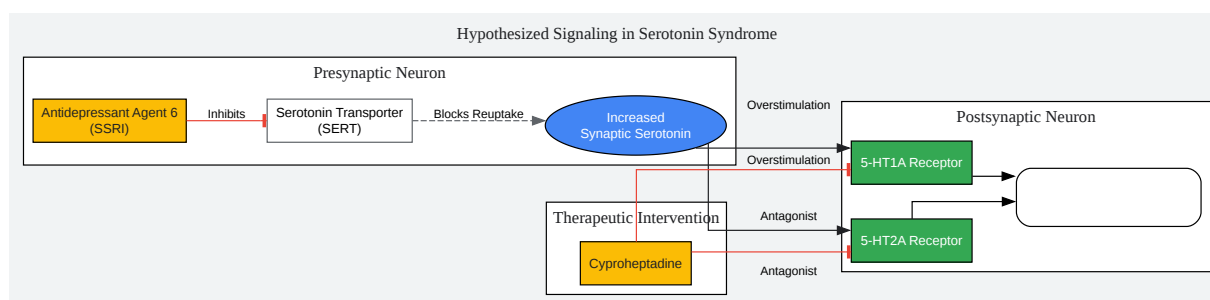 Hypothesized Signaling in Serotonin Syndrome
Presynaptic Neuron
Antidepressant Agent 6
(SSRI)
Inhibits
Serotonin Transporter
(SERT)
Blocks Reuptake
Increased
Synaptic Serotonin
Overstimulation
Overstimulation
Postsynaptic Neuron
5-HT1A Receptor
Therapeutic Intervention
Cyproheptadine
Antagonist
Antagonist
5-HT2A Receptor